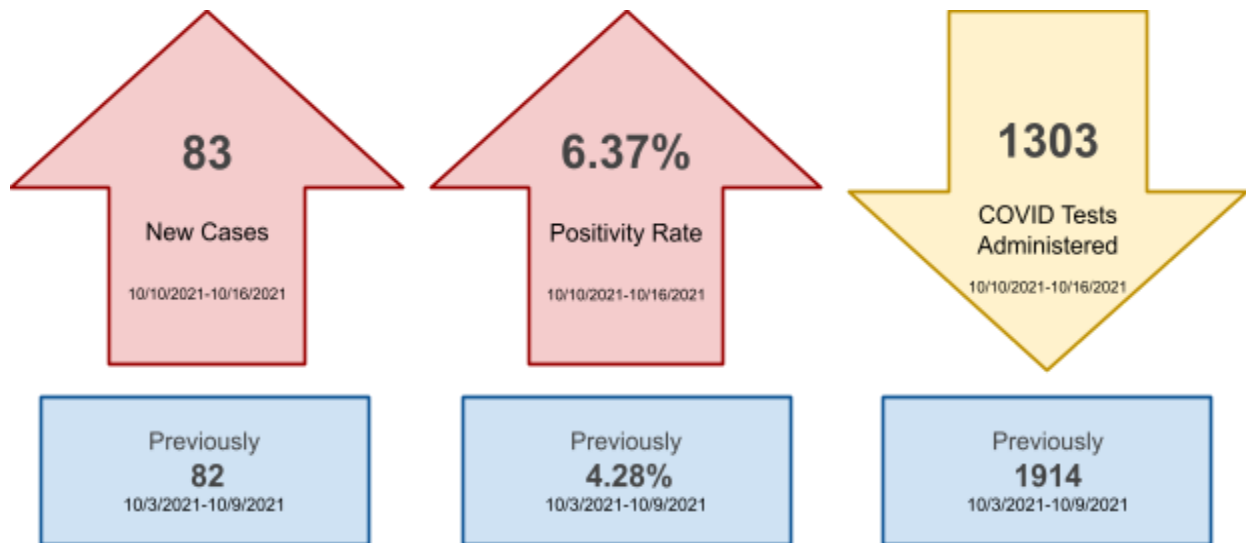 83
New Cases
10/10/2021-10/16/2021
6.37%
Positivity Rate
10/10/2021-10/16/2021
1303
COVID Tests
Administered
10/10/2021-10/16/2021
Previously
82
10/3/2021-10/9/2021
Previously
4.28%
10/3/2021-10/9/2021
Previously
1914
10/3/2021-10/9/2021